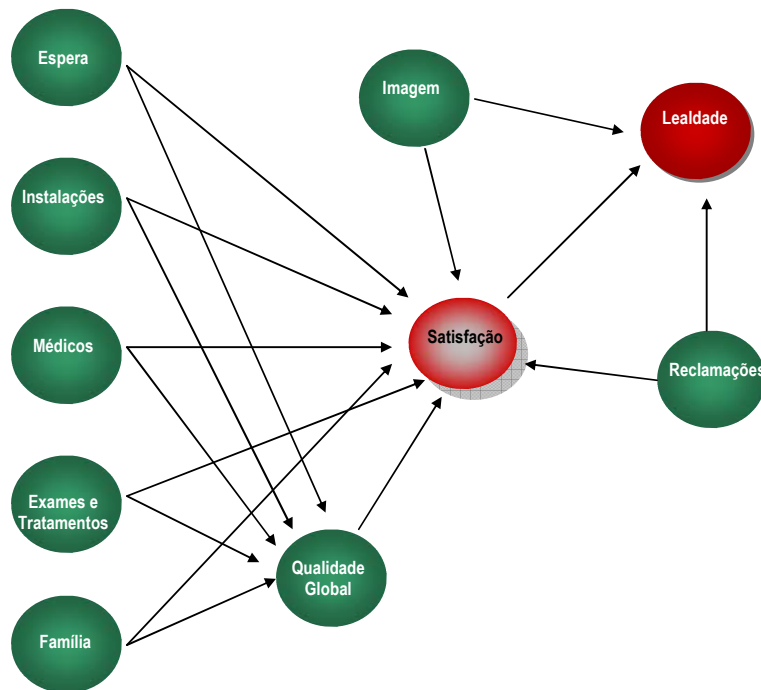 Espera
Imagem
Lealdade
Instalações
Médicos
Satisfação
Reclamações
Exames e
Tratamentos
Qualidade
Global
Família